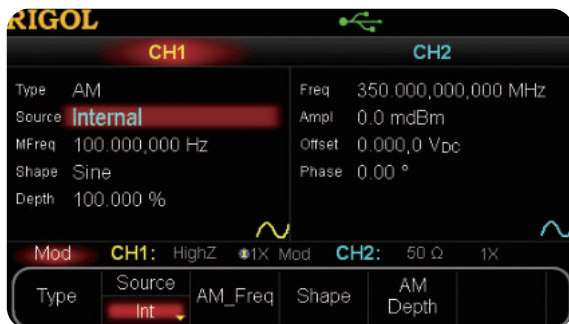 RIGOL
CH1 CH2
Type AM
Source Internal
MFreq 100.000,000 Hz
Shape Sine
Depth 100.000 %
Freq 350.000,000,000 MHz
Ampl 0.0 mdBm
Offset 0.000,0 VDC
Phase 0.00 °
Mod CH1: HighZ 1X Mod CH2: 50 Ω 1X
Type Source Int AM_Freq Shape AM Depth